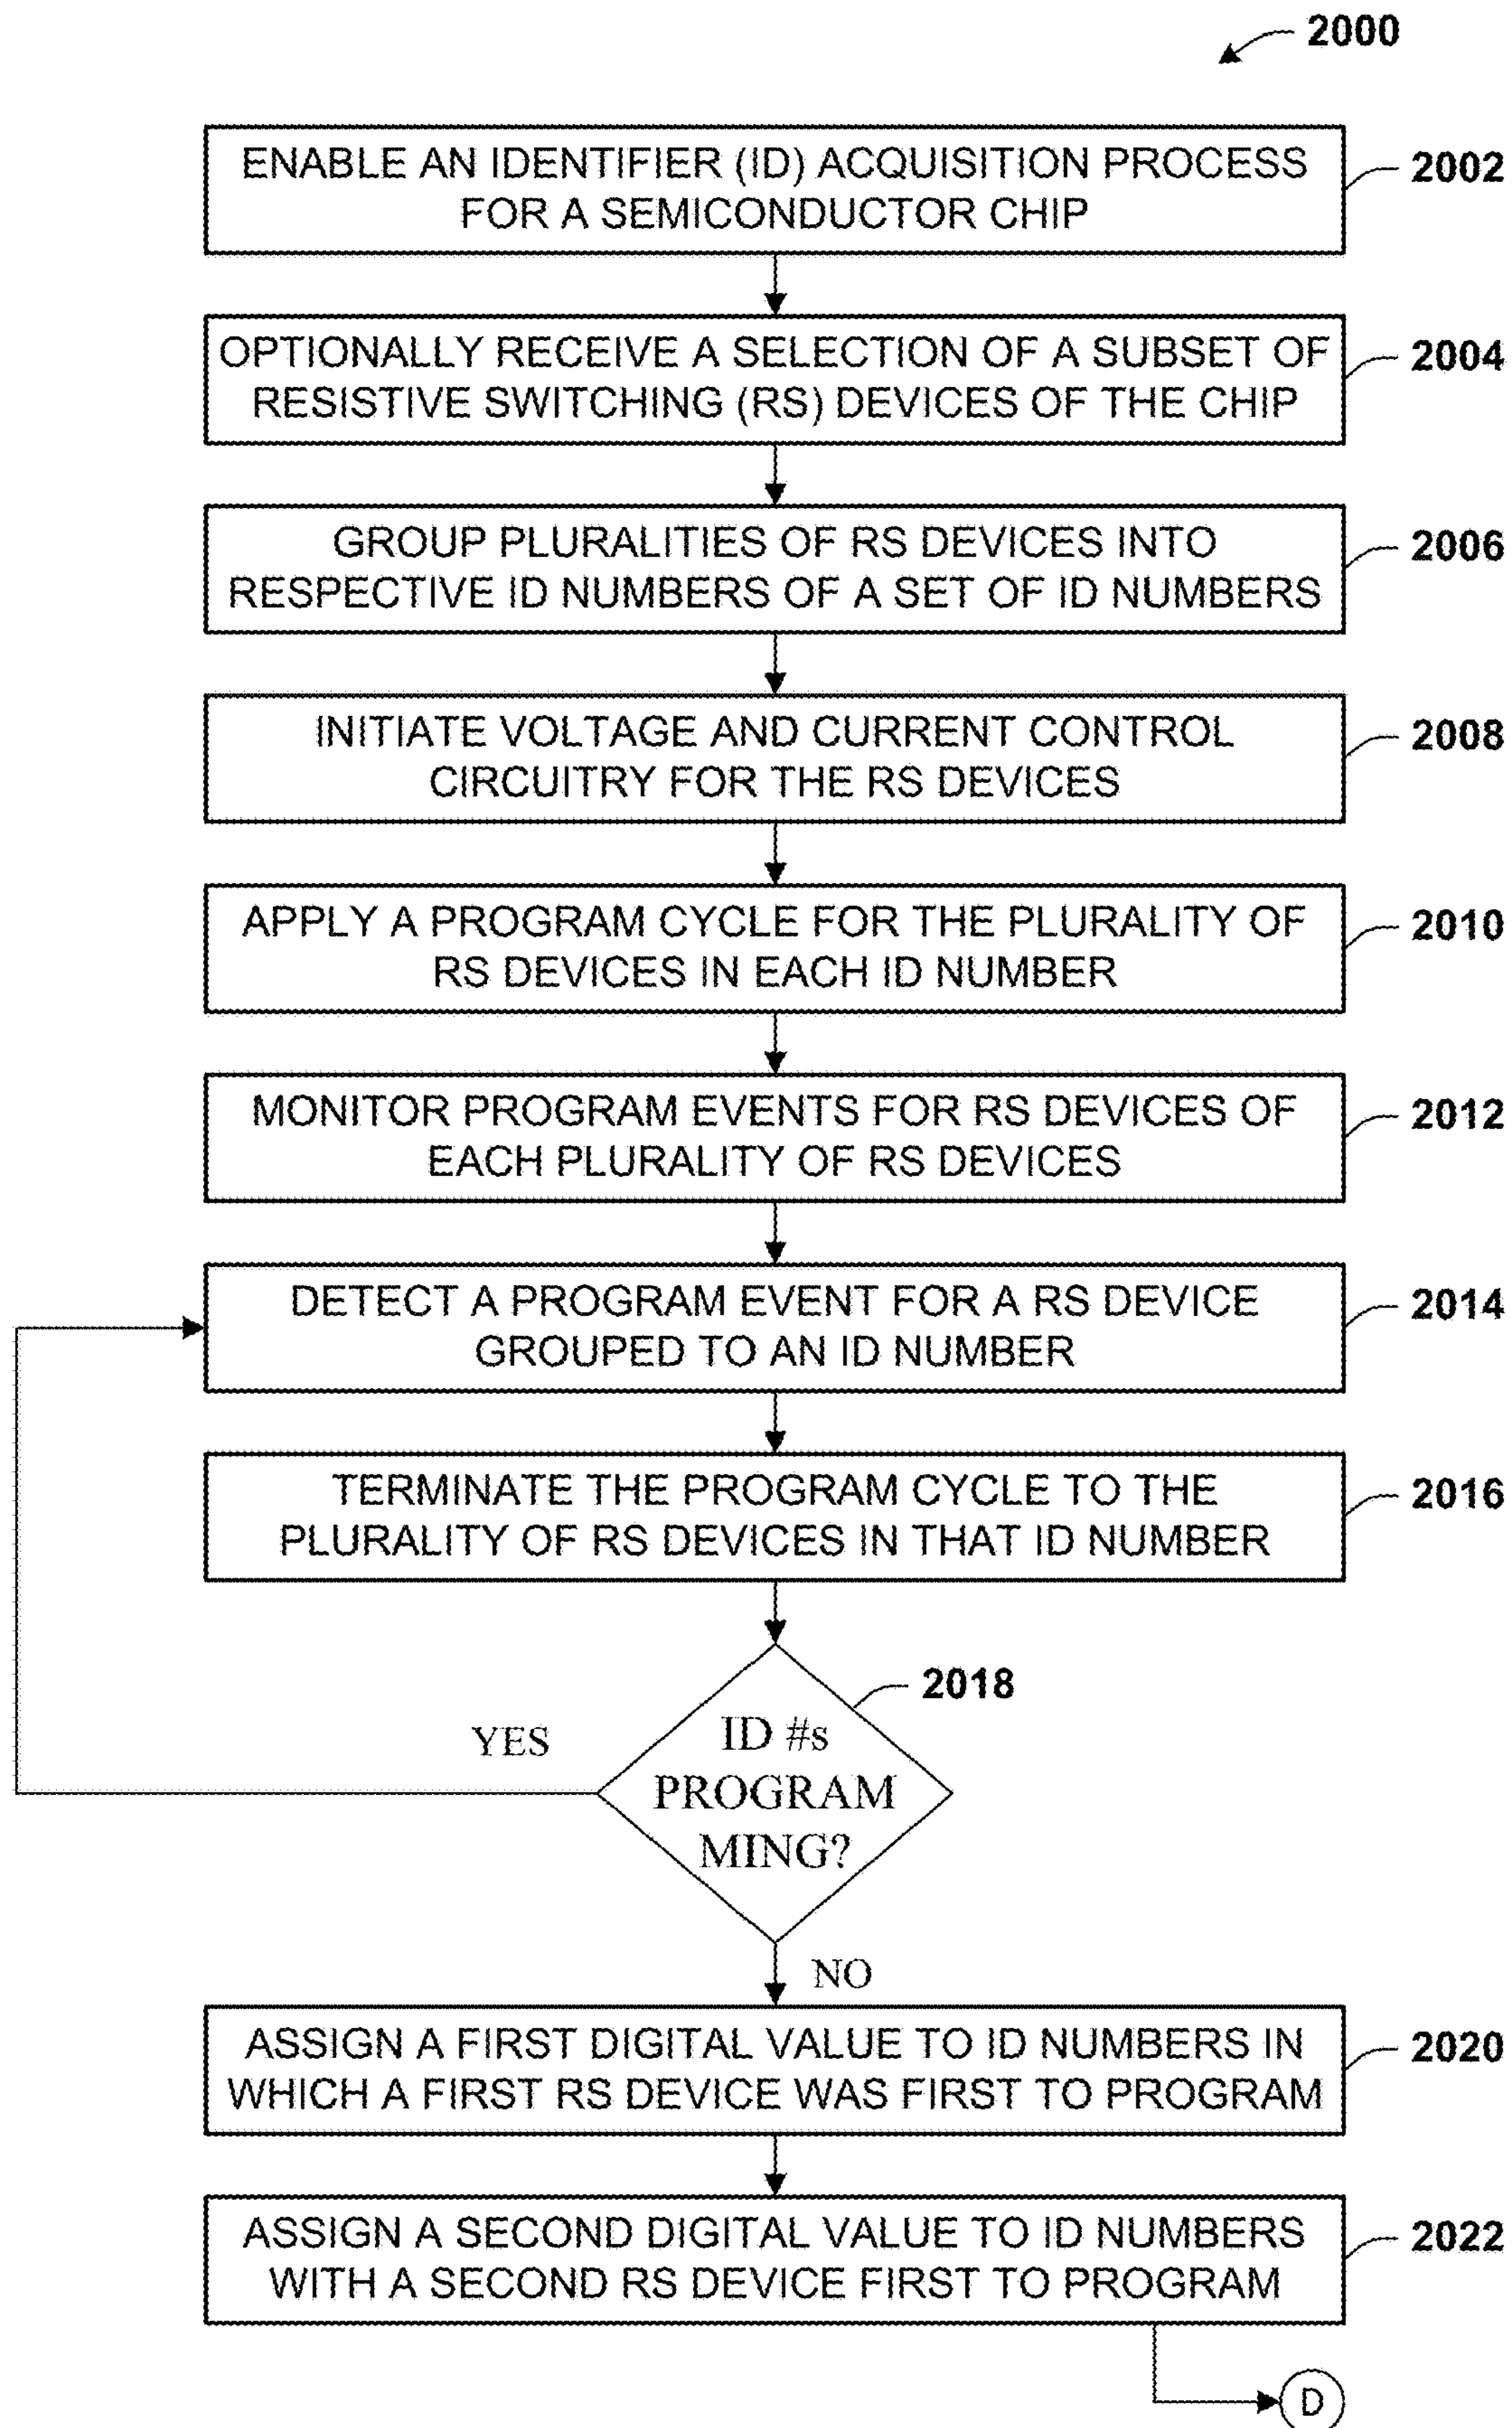 2000
ENABLE AN IDENTIFIER (ID) ACQUISITION PROCESS
FOR A SEMICONDUCTOR CHIP
2002
OPTIONALLY RECEIVE A SELECTION OF A SUBSET OF
RESISTIVE SWITCHING (RS) DEVICES OF THE CHIP
2004
GROUP PLURALITIES OF RS DEVICES INTO
RESPECTIVE ID NUMBERS OF A SET OF ID NUMBERS
2006
INITIATE VOLTAGE AND CURRENT CONTROL
CIRCUITRY FOR THE RS DEVICES
2008
APPLY A PROGRAM CYCLE FOR THE PLURALITY OF
RS DEVICES IN EACH ID NUMBER
2010
MONITOR PROGRAM EVENTS FOR RS DEVICES OF
EACH PLURALITY OF RS DEVICES
2012
DETECT A PROGRAM EVENT FOR A RS DEVICE
GROUPED TO AN ID NUMBER
2014
TERMINATE THE PROGRAM CYCLE TO THE
PLURALITY OF RS DEVICES IN THAT ID NUMBER
2016
2018
YES
ID #s
PROGRAM
MING?
NO
ASSIGN A FIRST DIGITAL VALUE TO ID NUMBERS IN
WHICH A FIRST RS DEVICE WAS FIRST TO PROGRAM
2020
ASSIGN A SECOND DIGITAL VALUE TO ID NUMBERS
WITH A SECOND RS DEVICE FIRST TO PROGRAM
2022
D